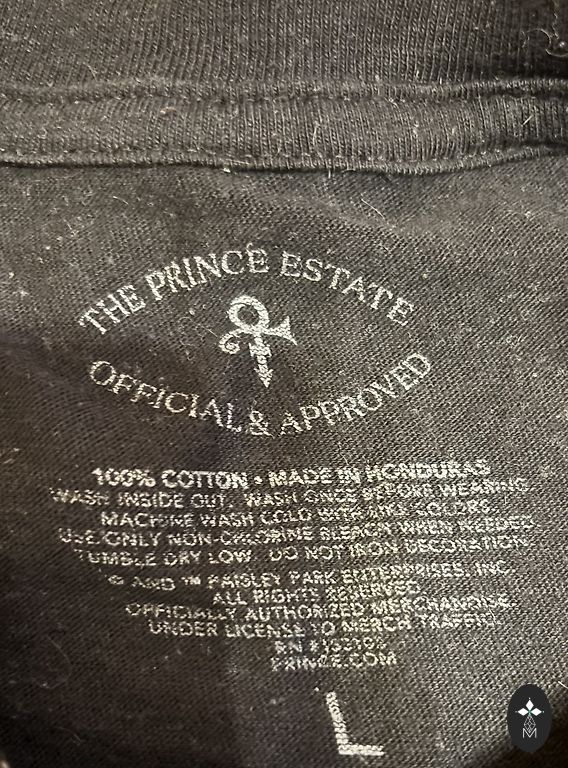 THE PRINCE ESTATE
OFFICIAL & APPROVED
100% COTTON • MADE IN HONDURAS
WASH INSIDE OUT. WASH ONCE BEFORE WEARING
MACHINE WASH COLD WITH LIKE COLORS
USE ONLY NON-CHLORINE BLEACH WHEN NEEDED
TUMBLE DRY LOW. DO NOT IRON DECORATION
© AND ™ PAISLEY PARK ENTERPRISES, INC.
ALL RIGHTS RESERVED
OFFICIALLY AUTHORIZED MERCHANDISE.
UNDER LICENSE TO MERCH TRAFFIC.
RN
PRINCE.COM
L
M